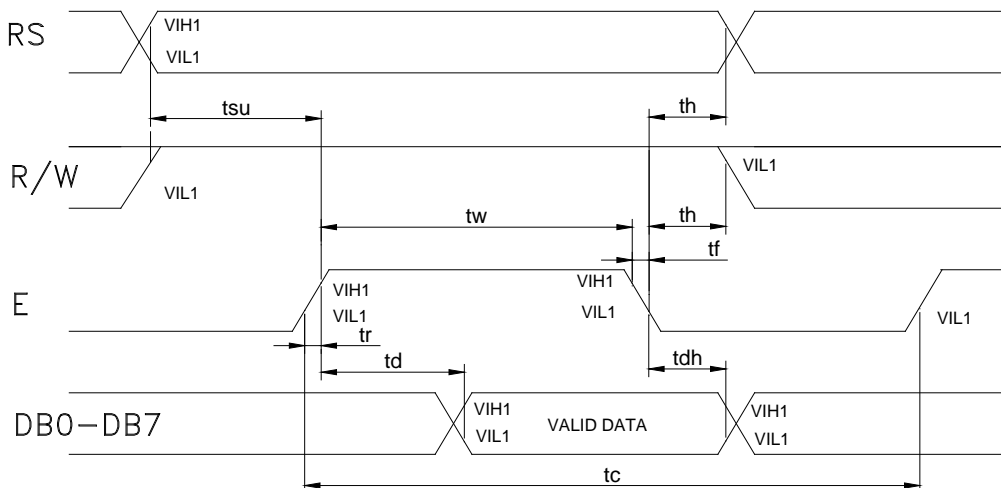 RS
VIH1
VIL1
tsu
th
R/W
VIL1
VIL1
tw
th
tf
E
VIH1
VIL1
VIH1
VIL1
VIL1
tr
td
tdh
DB0-DB7
VIH1
VIL1
VALID DATA
VIH1
VIL1
tc